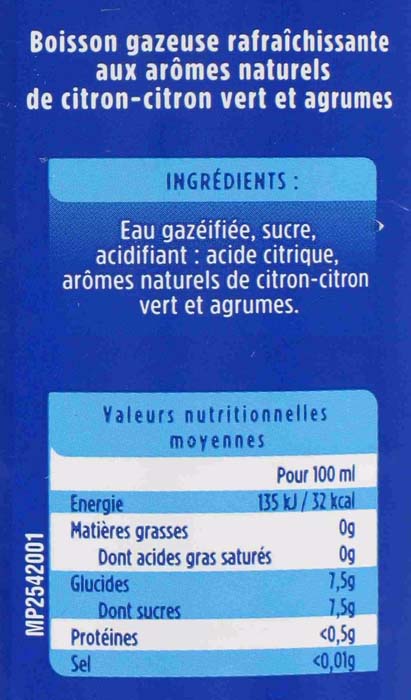 Boisson gazeuse rafraîchissante
aux arômes naturels
de citron-citron vert et agrumes
INGRÉDIENTS :
Eau gazéifiée, sucre,
acidifiant : acide citrique,
arômes naturels de citron-citron
vert et agrumes.
Valeurs nutritionnelles
moyennes
Pour 100 ml
Energie 135 kJ / 32 kcal
Matières grasses 0g
Dont acides gras saturés 0g
Glucides 7,5g
Dont sucres 7,5g
Protéines <0,5g
Sel <0,01g
MP2542001